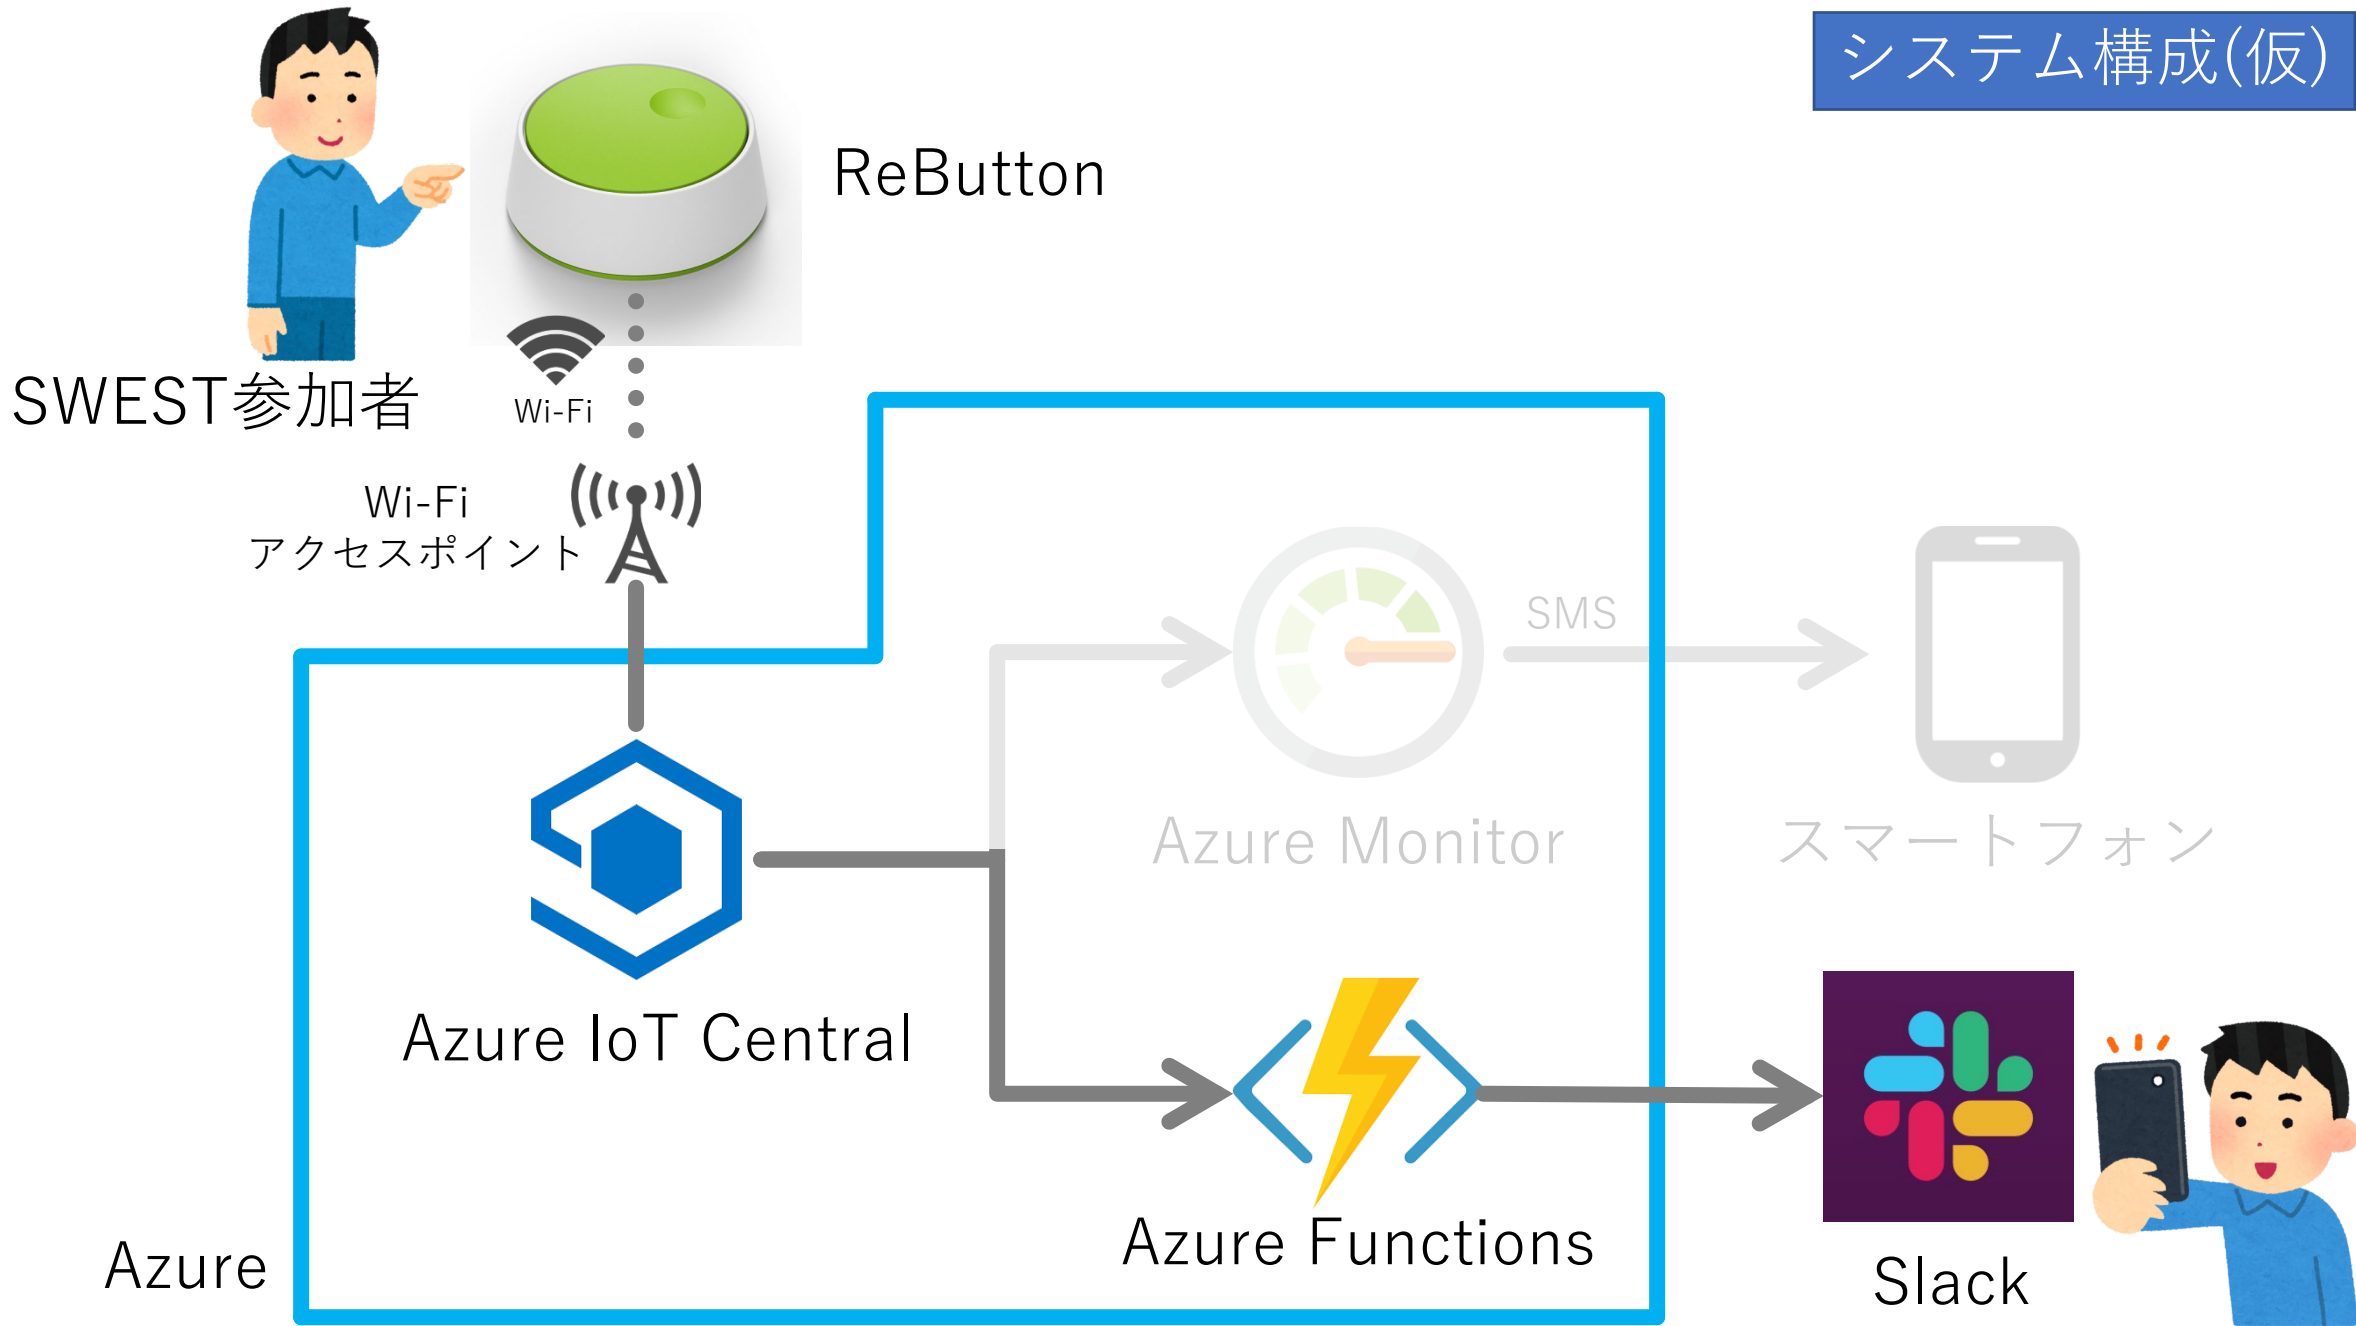 システム構成(仮)
ReButton
SWEST参加者
Wi-Fi
Wi-Fi
アクセスポイント
SMS
Azure Monitor
スマートフォン
Azure IoT Central
Azure Functions
Azure
Slack